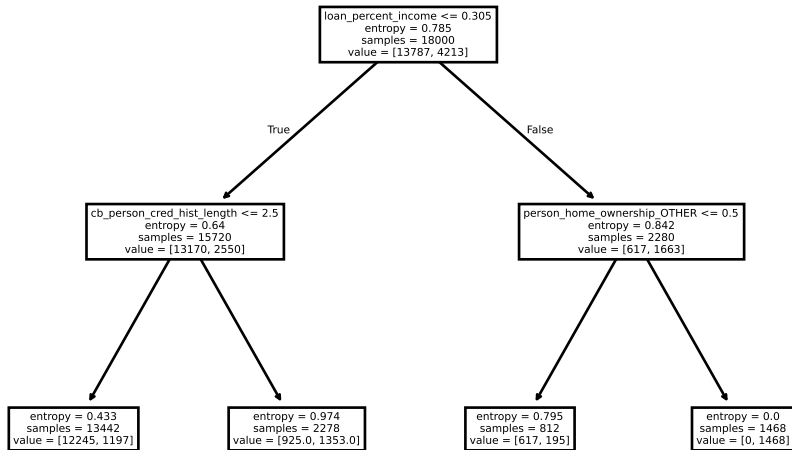 loan_percent_income <= 0.305
entropy = 0.785
samples = 18000
value = [13787, 4213]
True
False
cb_person_cred_hist_length <= 2.5
entropy = 0.64
samples = 15720
value = [13170, 2550]
person_home_ownership_OTHER <= 0.5
entropy = 0.842
samples = 2280
value = [617, 1663]
entropy = 0.433
samples = 13442
value = [12245, 1197]
entropy = 0.974
samples = 2278
value = [925.0, 1353.0]
entropy = 0.795
samples = 812
value = [617, 195]
entropy = 0.0
samples = 1468
value = [0, 1468]